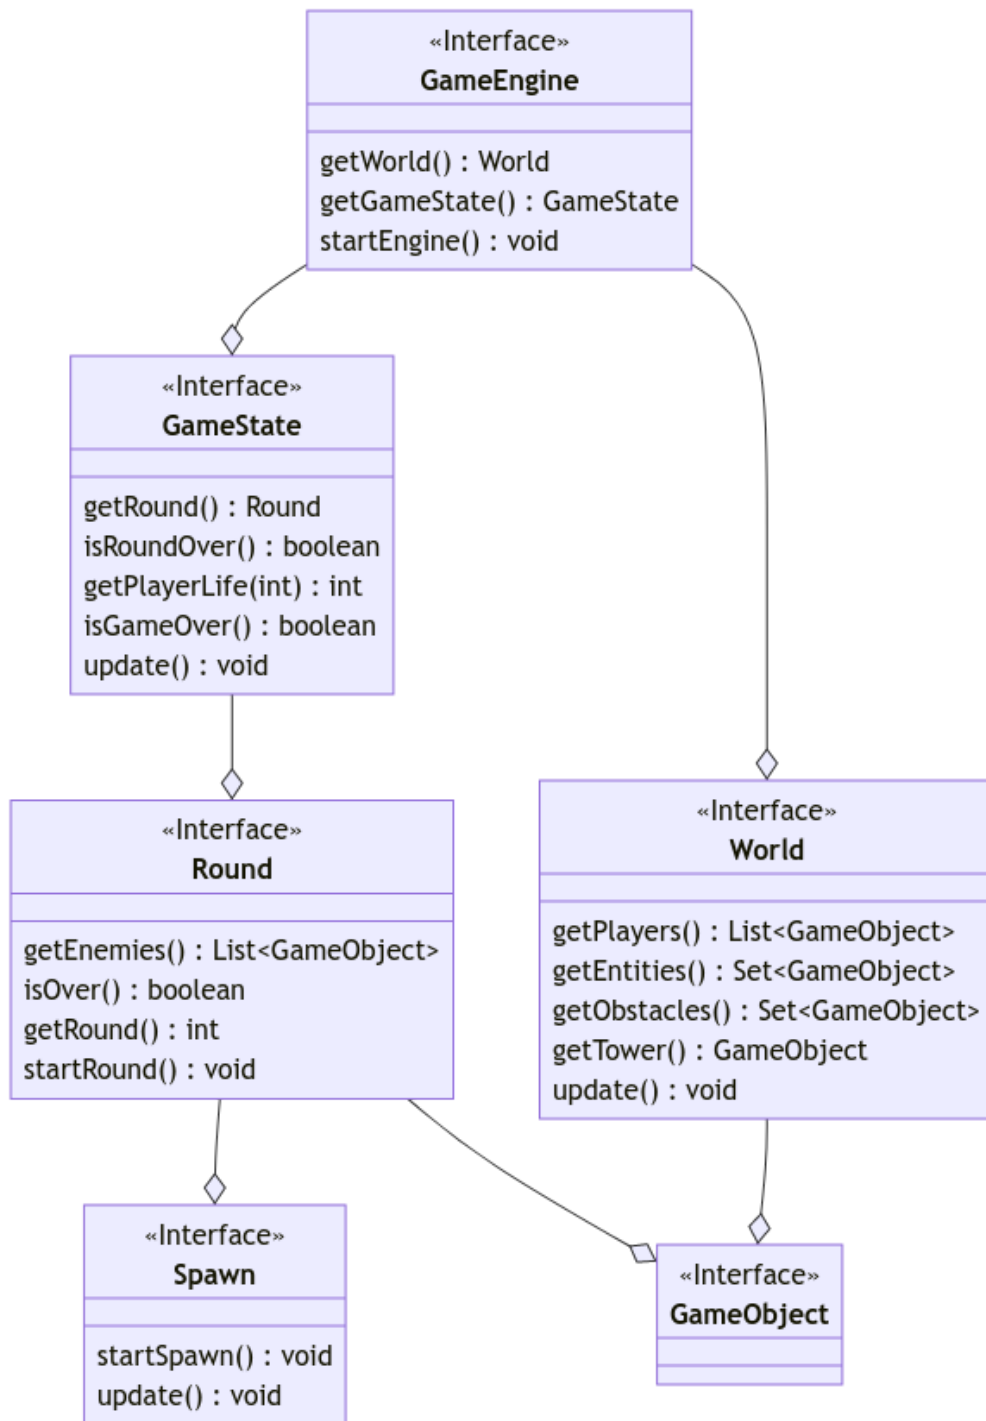 «Interface»
GameEngine
getWorld() : World
getGameState() : GameState
startEngine() : void
«Interface»
GameState
getRound() : Round
isRoundOver() : boolean
getPlayerLife(int) : int
isGameOver() : boolean
update() : void
«Interface»
Round
getEnemies() : List<GameObject>
isOver() : boolean
getRound() : int
startRound() : void
«Interface»
World
getPlayers() : List<GameObject>
getEntities() : Set<GameObject>
getObstacles() : Set<GameObject>
getTower() : GameObject
update() : void
«Interface»
Spawn
startSpawn() : void
update() : void
«Interface»
GameObject